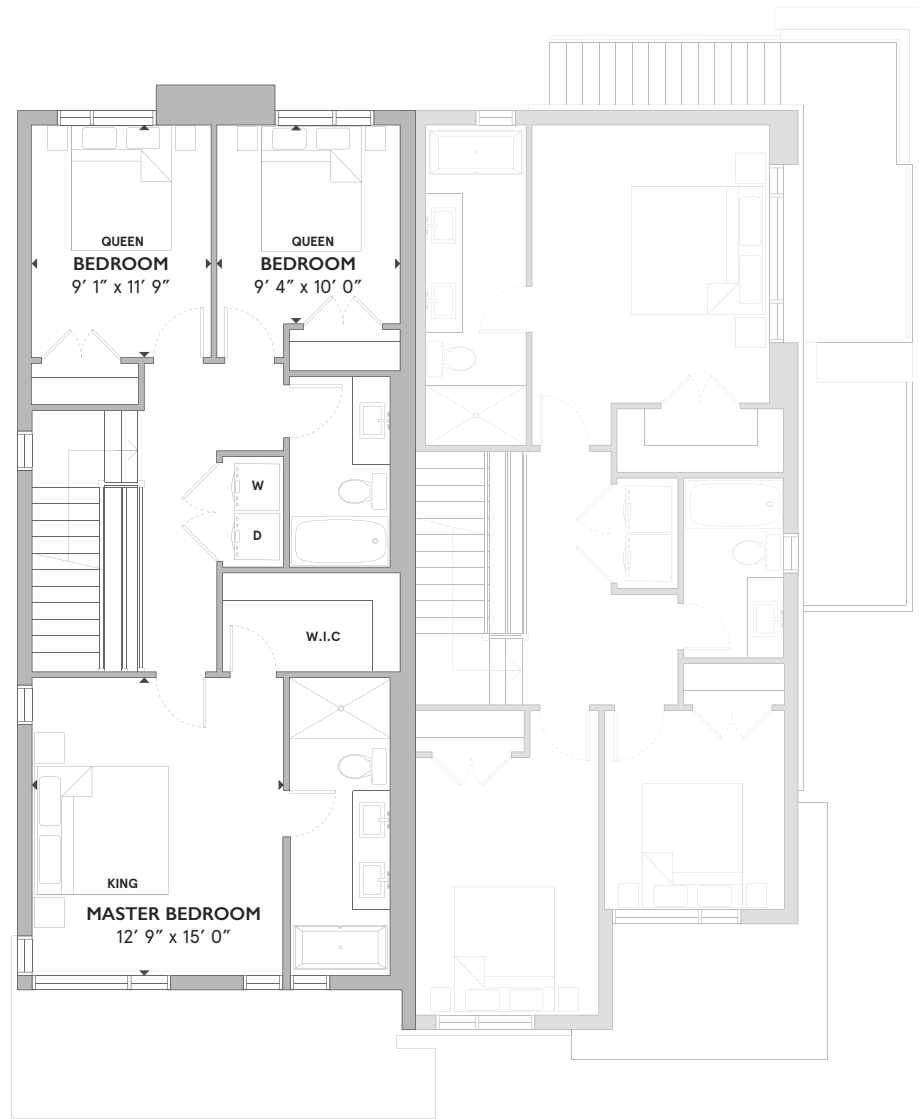 QUEEN
BEDROOM
9’ 1” x 11’ 9”
QUEEN
BEDROOM
9’ 4” x 10’ 0”
W
D
W.I.C
KING
MASTER BEDROOM
12’ 9” x 15’ 0”